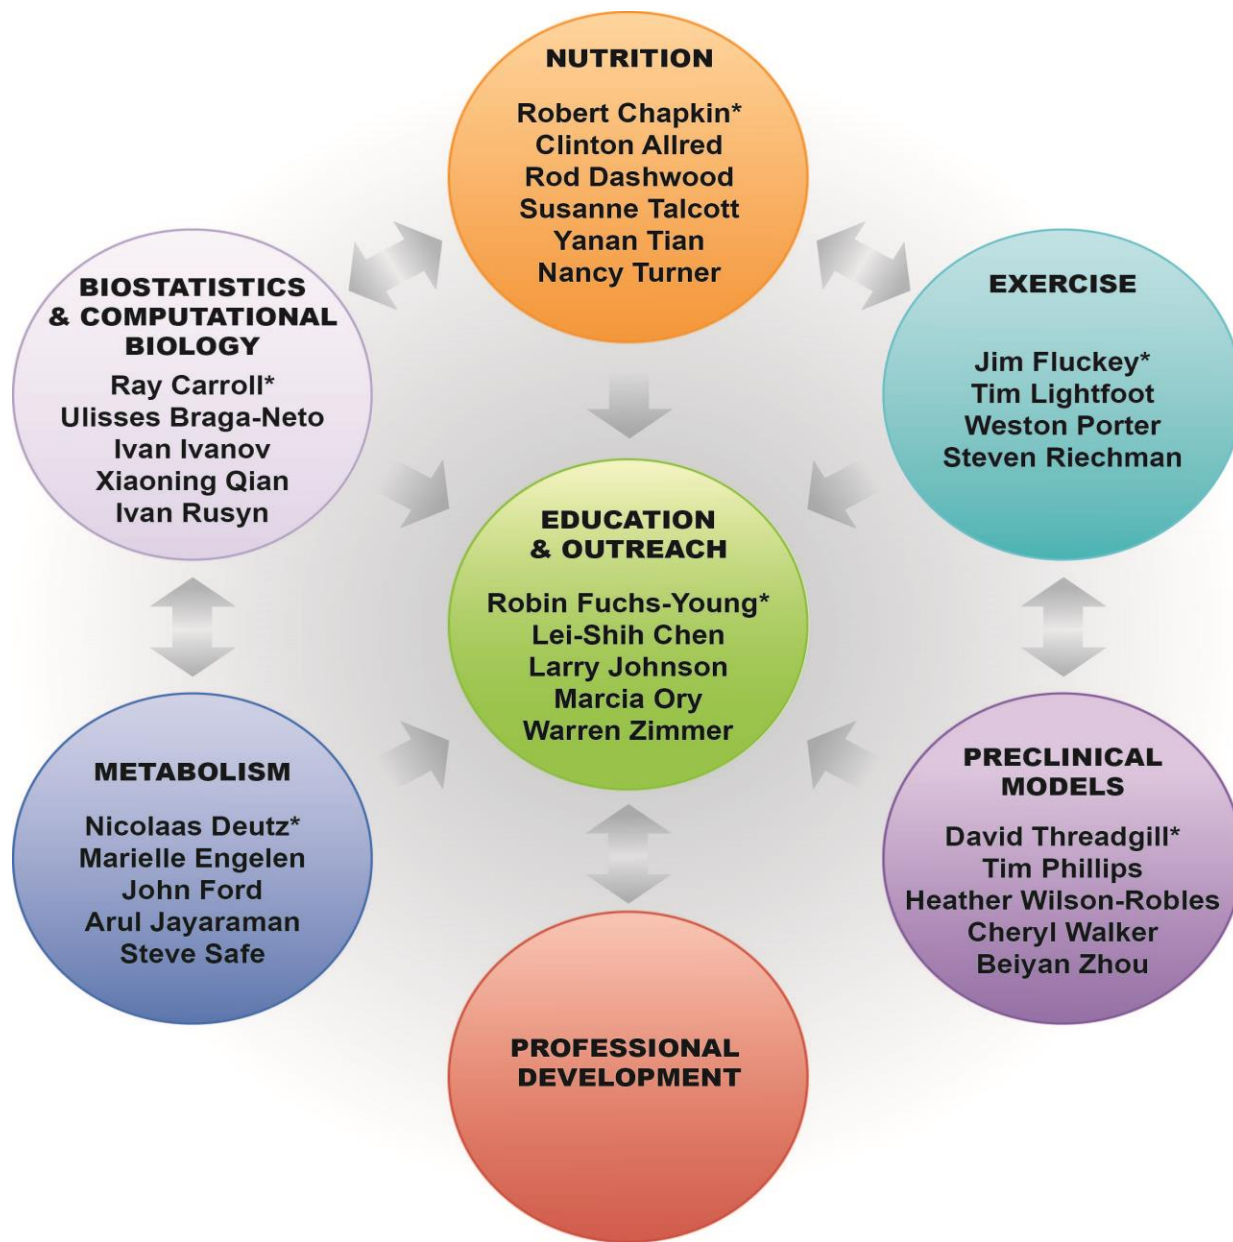 NUTRITION
Robert Chapkin*
Clinton Allred
Rod Dashwood
Susanne Talcott
Yanan Tian
Nancy Turner
BIOSTATISTICS
& COMPUTATIONAL
BIOLOGY
Ray Carroll*
Ulisses Braga-Neto
Ivan Ivanov
Xiaoning Qian
Ivan Rusyn
EXERCISE
Jim Fluckey*
Tim Lightfoot
Weston Porter
Steven Riechman
EDUCATION
& OUTREACH
Robin Fuchs-Young*
Lei-Shih Chen
Larry Johnson
Marcia Ory
Warren Zimmer
METABOLISM
Nicolaas Deutz*
Marielle Engelen
John Ford
Arul Jayaraman
Steve Safe
PRECLINICAL
MODELS
David Threadgill*
Tim Phillips
Heather Wilson-Robles
Cheryl Walker
Beiyan Zhou
PROFESSIONAL
DEVELOPMENT